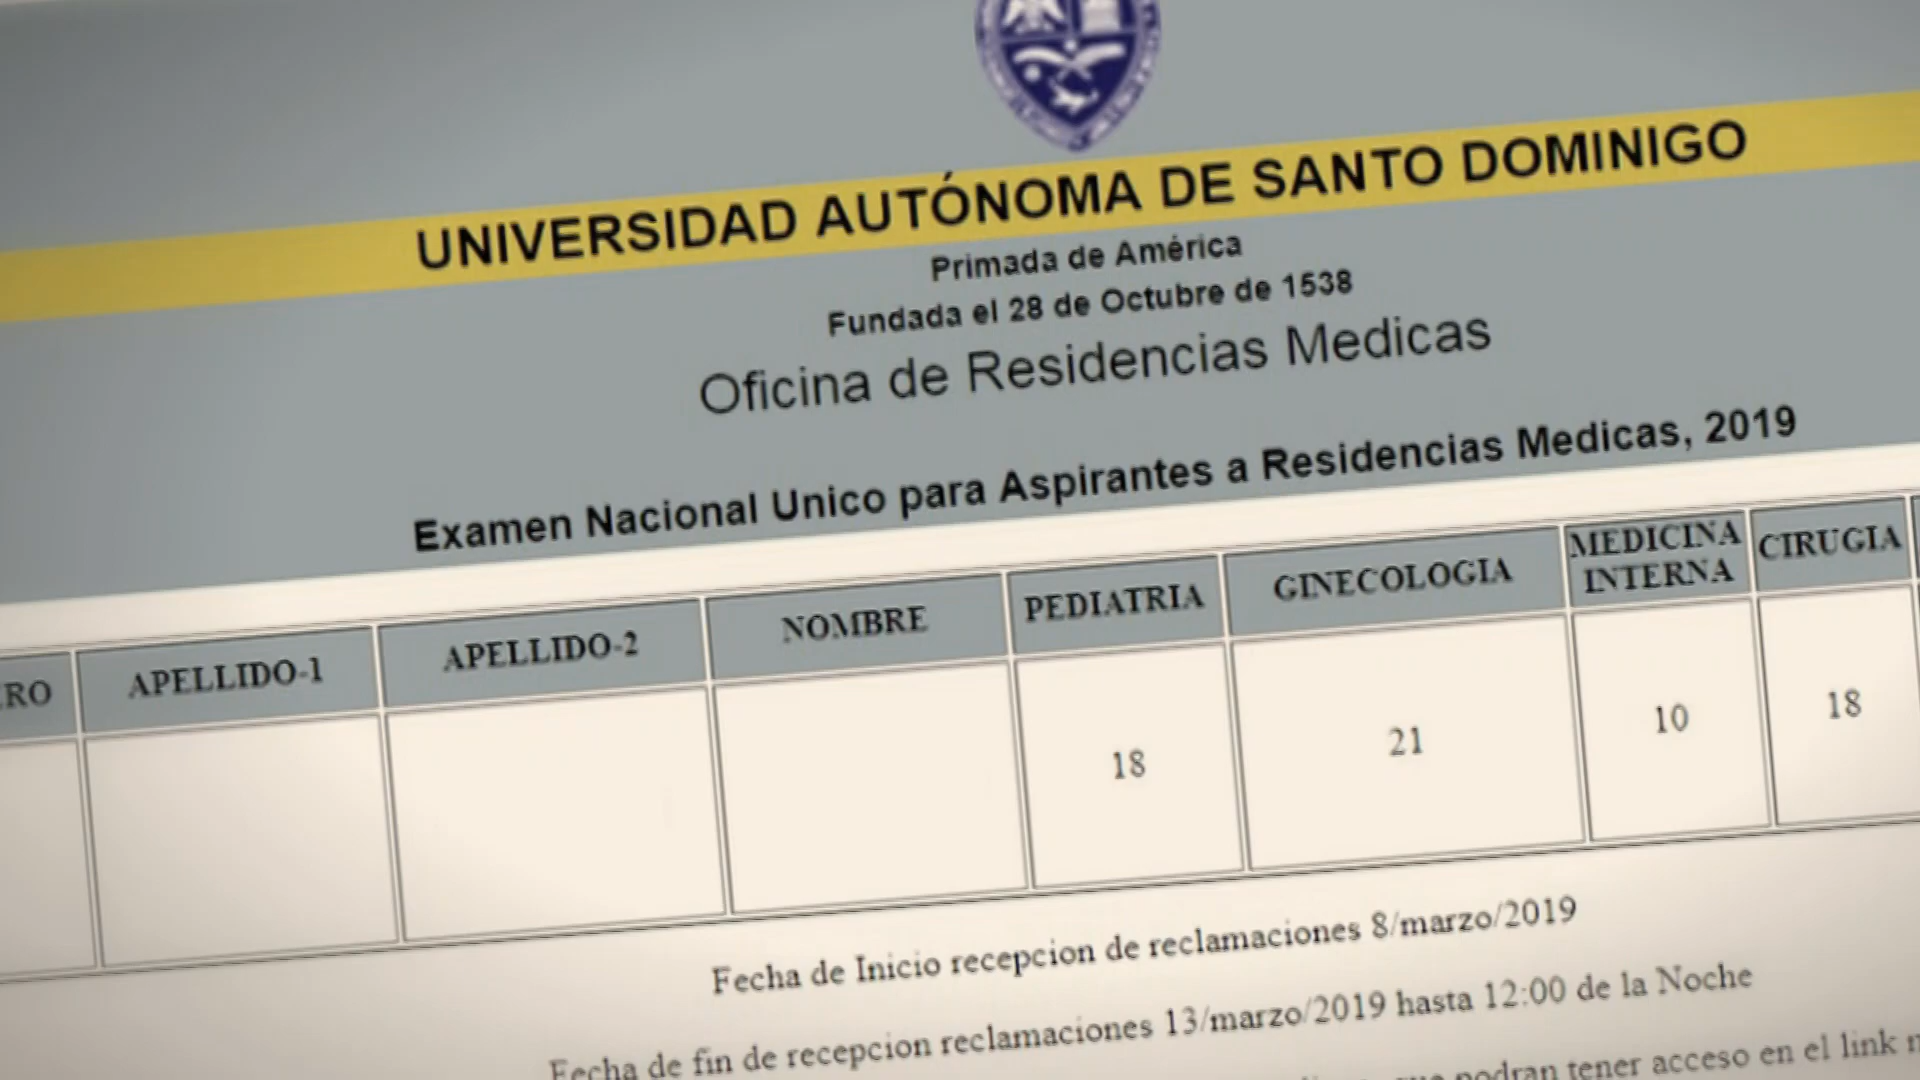 UNIVERSIDAD AUTÓNOMA DE SANTO DOMINIGO
Primada de América
Fundada el 28 de Octubre de 1538
Oficina de Residencias Medicas
Examen Nacional Unico para Aspirantes a Residencias Medicas, 2019
RO APELLIDO-1 APELLIDO-2 NOMBRE PEDIATRIA GINECOLOGIA MEDICINA INTERNA CIRUGIA
18 21 10 18
Fecha de Inicio recepcion de reclamaciones 8/marzo/2019
Fecha de fin de recepcion reclamaciones 13/marzo/2019 hasta 12:00 de la Noche
podran tener acceso en el link